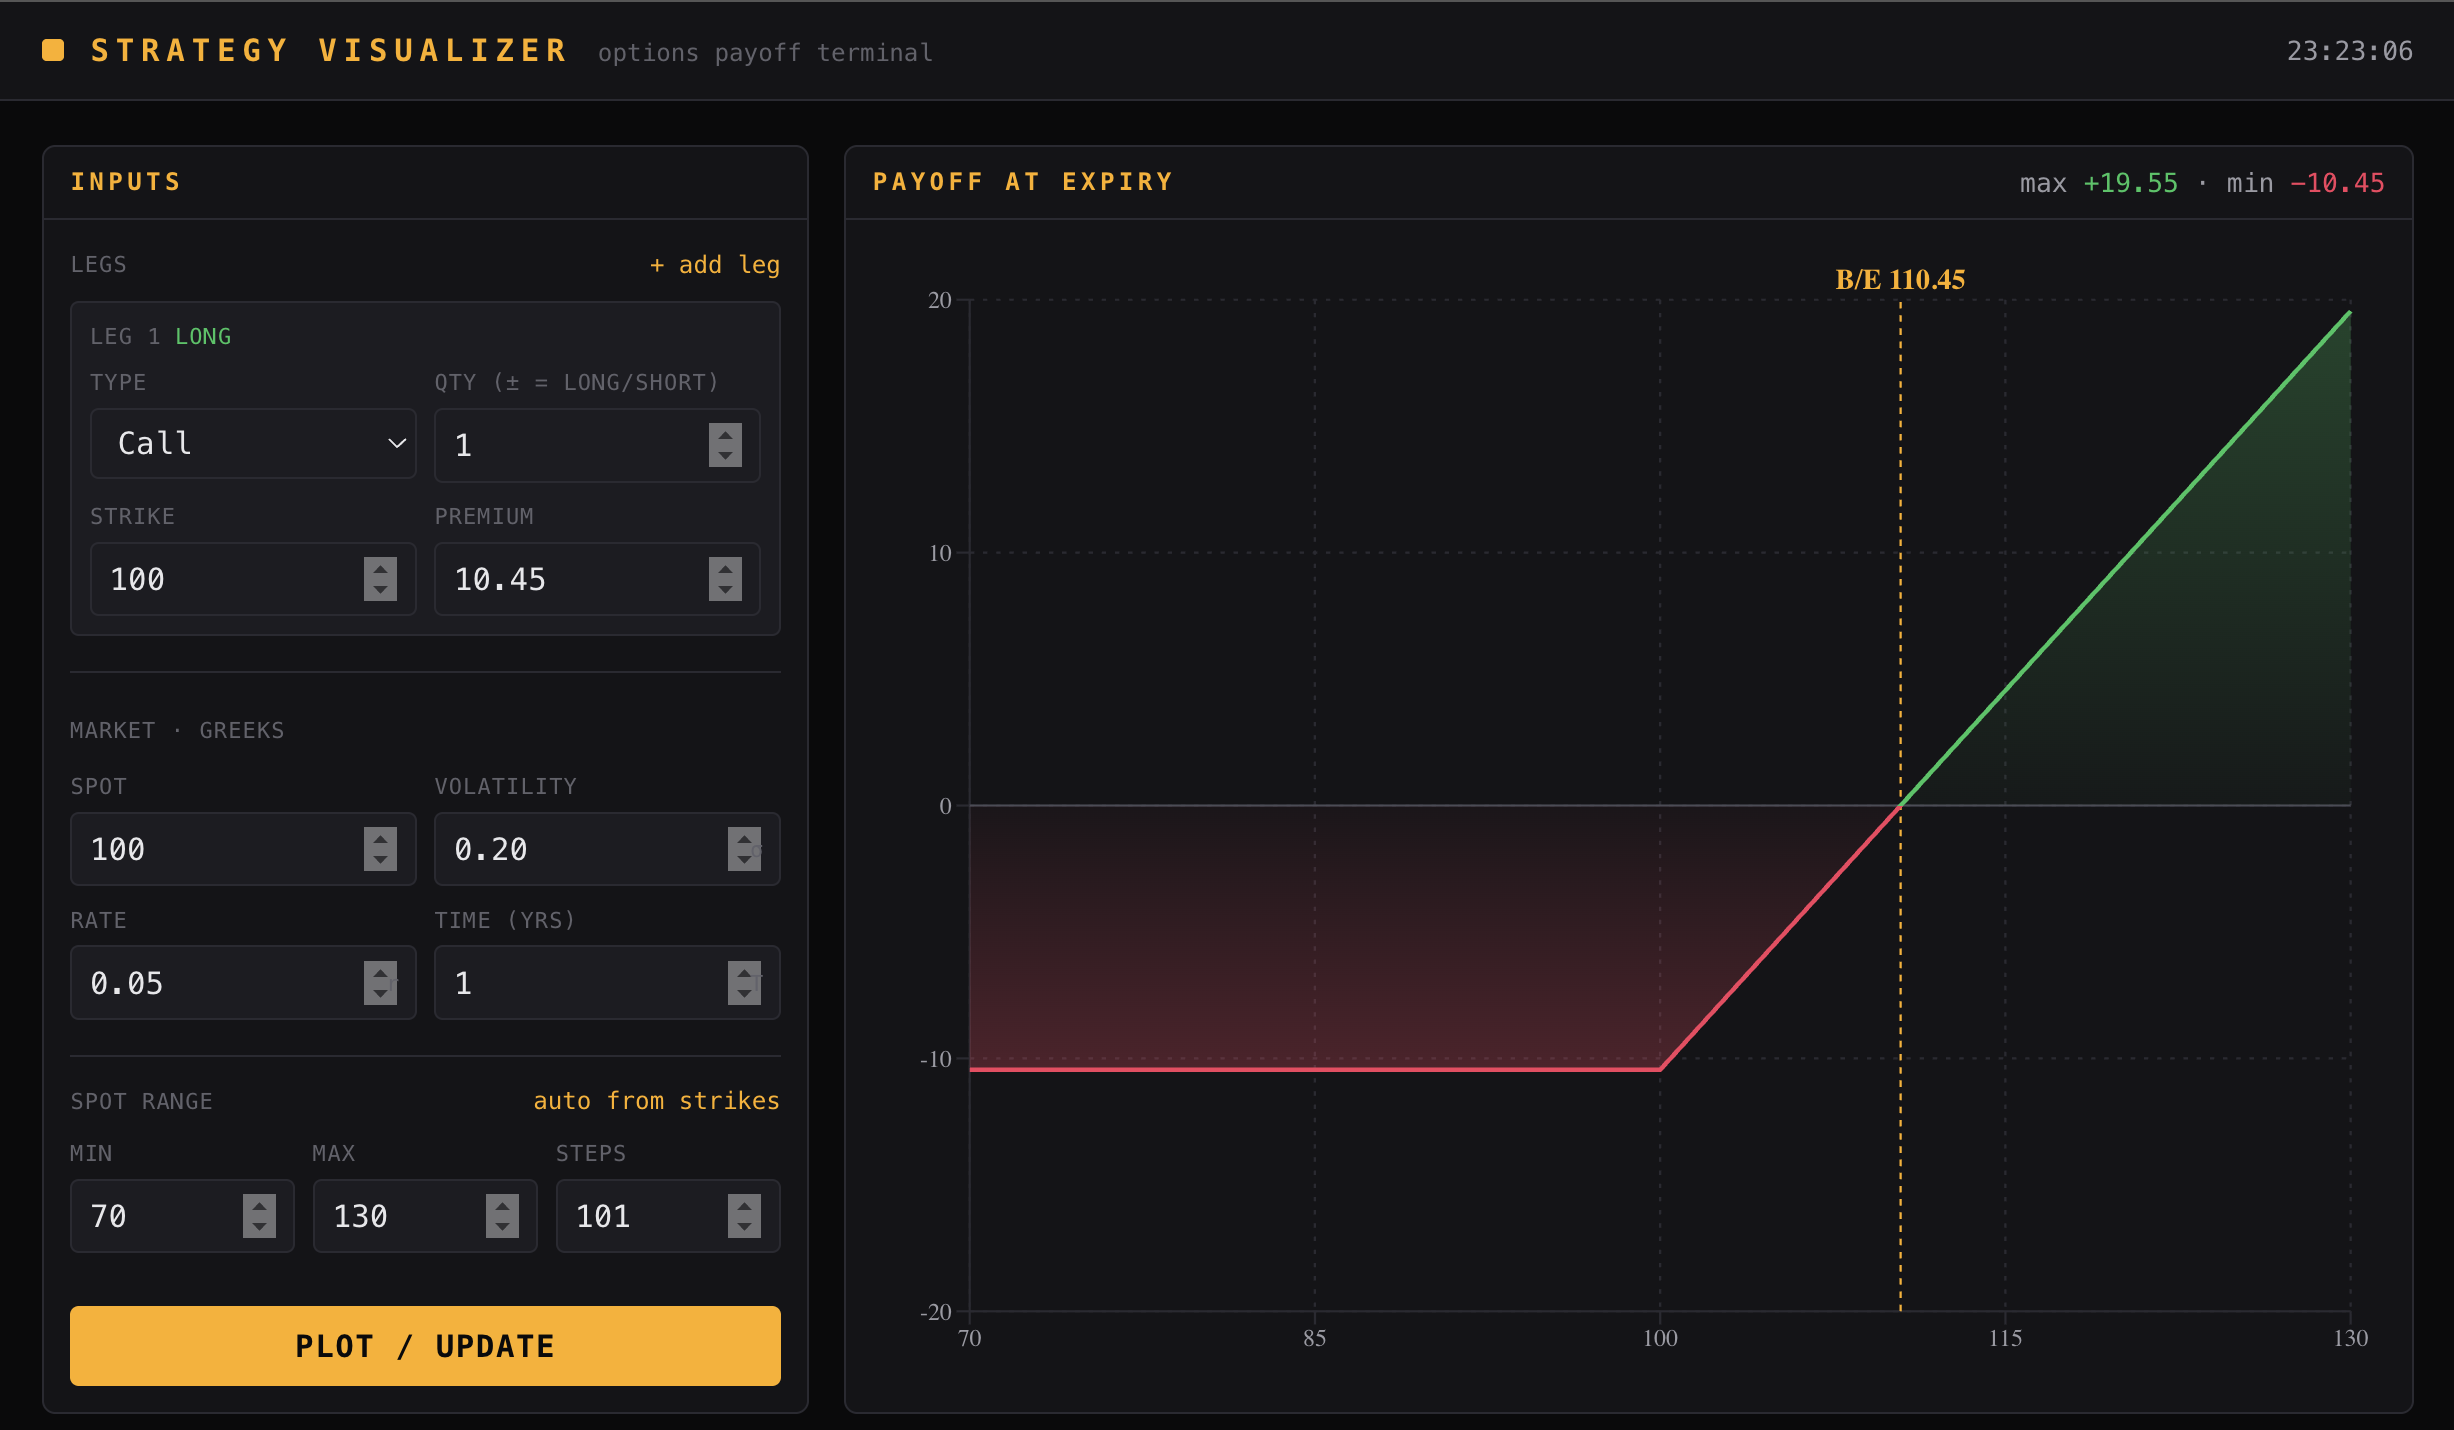 STRATEGY VISUALIZER options payoff terminal
23:23:06
INPUTS
LEGS
+ add leg
LEG 1 LONG
TYPE
QTY (± = LONG/SHORT)
Call
1
STRIKE
PREMIUM
100
10.45
MARKET · GREEKS
SPOT
VOLATILITY
100
0.20
σ
RATE
TIME (YRS)
0.05
r
1
T
SPOT RANGE
auto from strikes
MIN
MAX
STEPS
70
130
101
PLOT / UPDATE
PAYOFF AT EXPIRY
max +19.55 · min −10.45
B/E 110.45
20
10
0
-10
-20
70
85
100
115
130